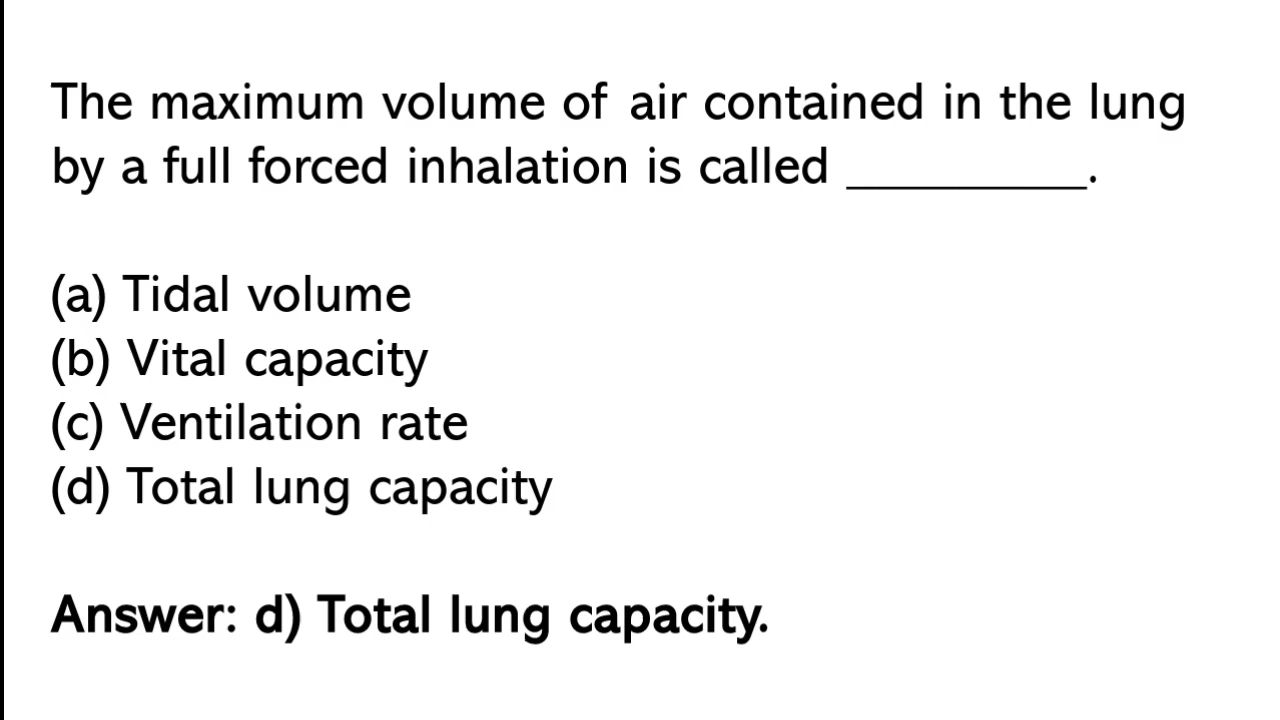 The maximum volume of air contained in the lung
by a full forced inhalation is called __________.
(a) Tidal volume
(b) Vital capacity
(c) Ventilation rate
(d) Total lung capacity
Answer: d) Total lung capacity.